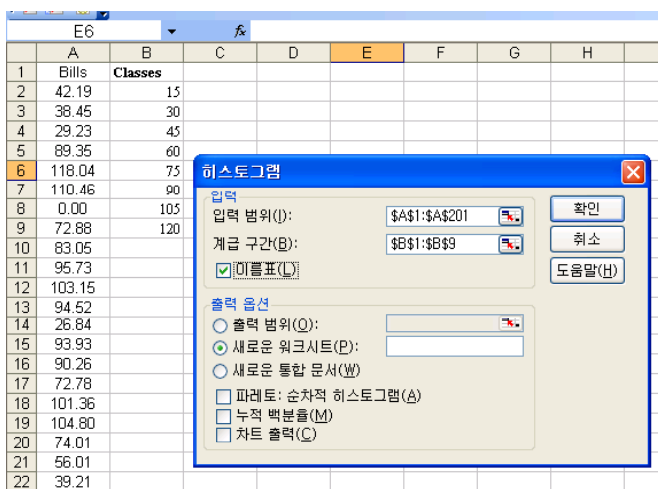 E6 fx
A B C D E F G H
1 Bills Classes
2 42.19 15
3 38.45 30
4 29.23 45
5 89.35 60
6 118.04 75
7 110.46 90
8 0.00 105
9 72.88 120
10 83.05
11 95.73
12 103.15
13 94.52
14 26.84
15 93.93
16 90.26
17 72.78
18 101.36
19 104.80
20 74.01
21 56.01
22 39.21
히스토그램
입력
입력 범위(I): $A$1:$A$201
계급 구간(B): $B$1:$B$9
이름표(L)
확인
취소
도움말(H)
출력 옵션
출력 범위(O):
새로운 워크시트(P):
새로운 통합 문서(W)
파레토: 순차적 히스토그램(A)
누적 백분율(M)
차트 출력(C)